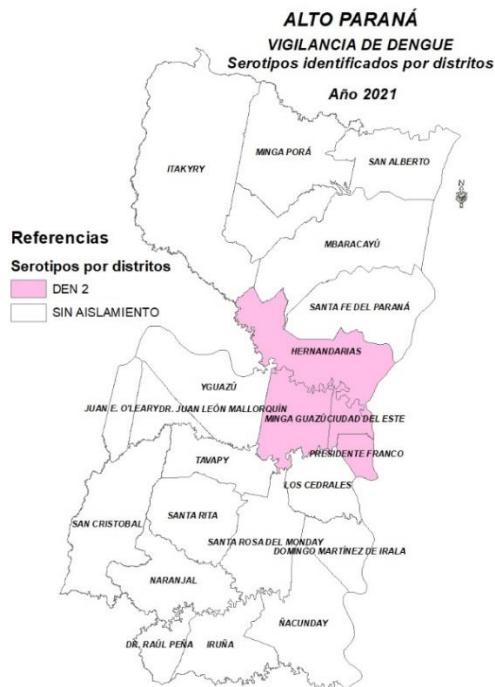 ALTO PARANÁ
VIGILANCIA DE DENGUE
Serotipos identificados por distritos
Año 2021
MINGA PORÁ
SAN ALBERTO
ITAKYRY
N
MBARACAYÚ
Referencias
Serotipos por distritos
DEN 2
SIN AISLAMIENTO
SANTA FE DEL PARANÁ
HERNANDARIAS
YGUAZÚ
JUAN E. O'LEARY
DR. JUAN LEÓN MALLORQUÍN
MINGA GUAZÚ
CIUDAD DEL ESTE
PRESIDENTE FRANCO
TAVAPY
LOS CEDRALES
SANTA RITA
SAN CRISTOBAL
SANTA ROSA DEL MONDAY
DOMINGO MARTÍNEZ DE IRALA
NARANJAL
ÑACUNDAY
DR. RAÚL PEÑA
IRUÑA